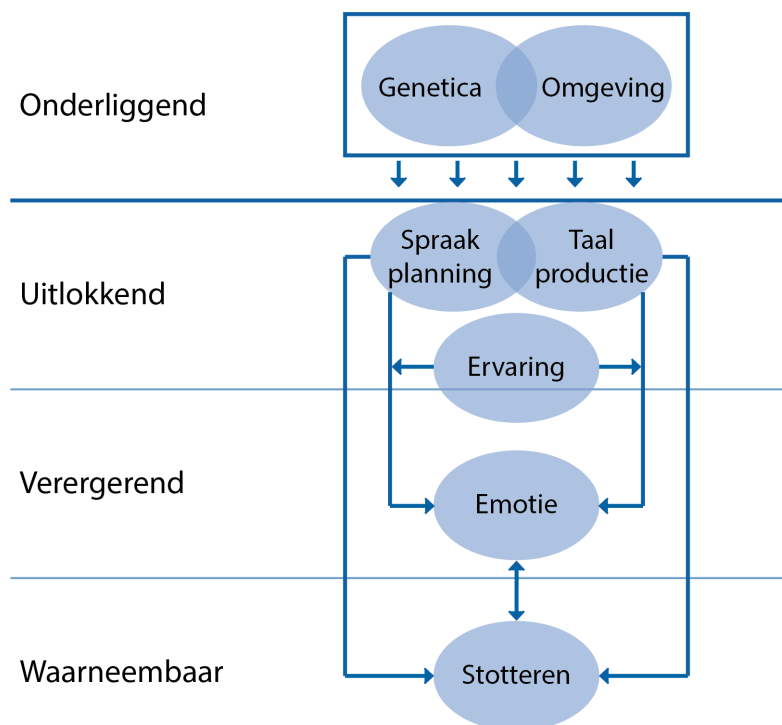 Onderliggend
Genetica
Omgeving
Uitlokkend
Spraak
planning
Taal
productie
Ervaring
Verergerend
Emotie
Waarneembaar
Stotteren